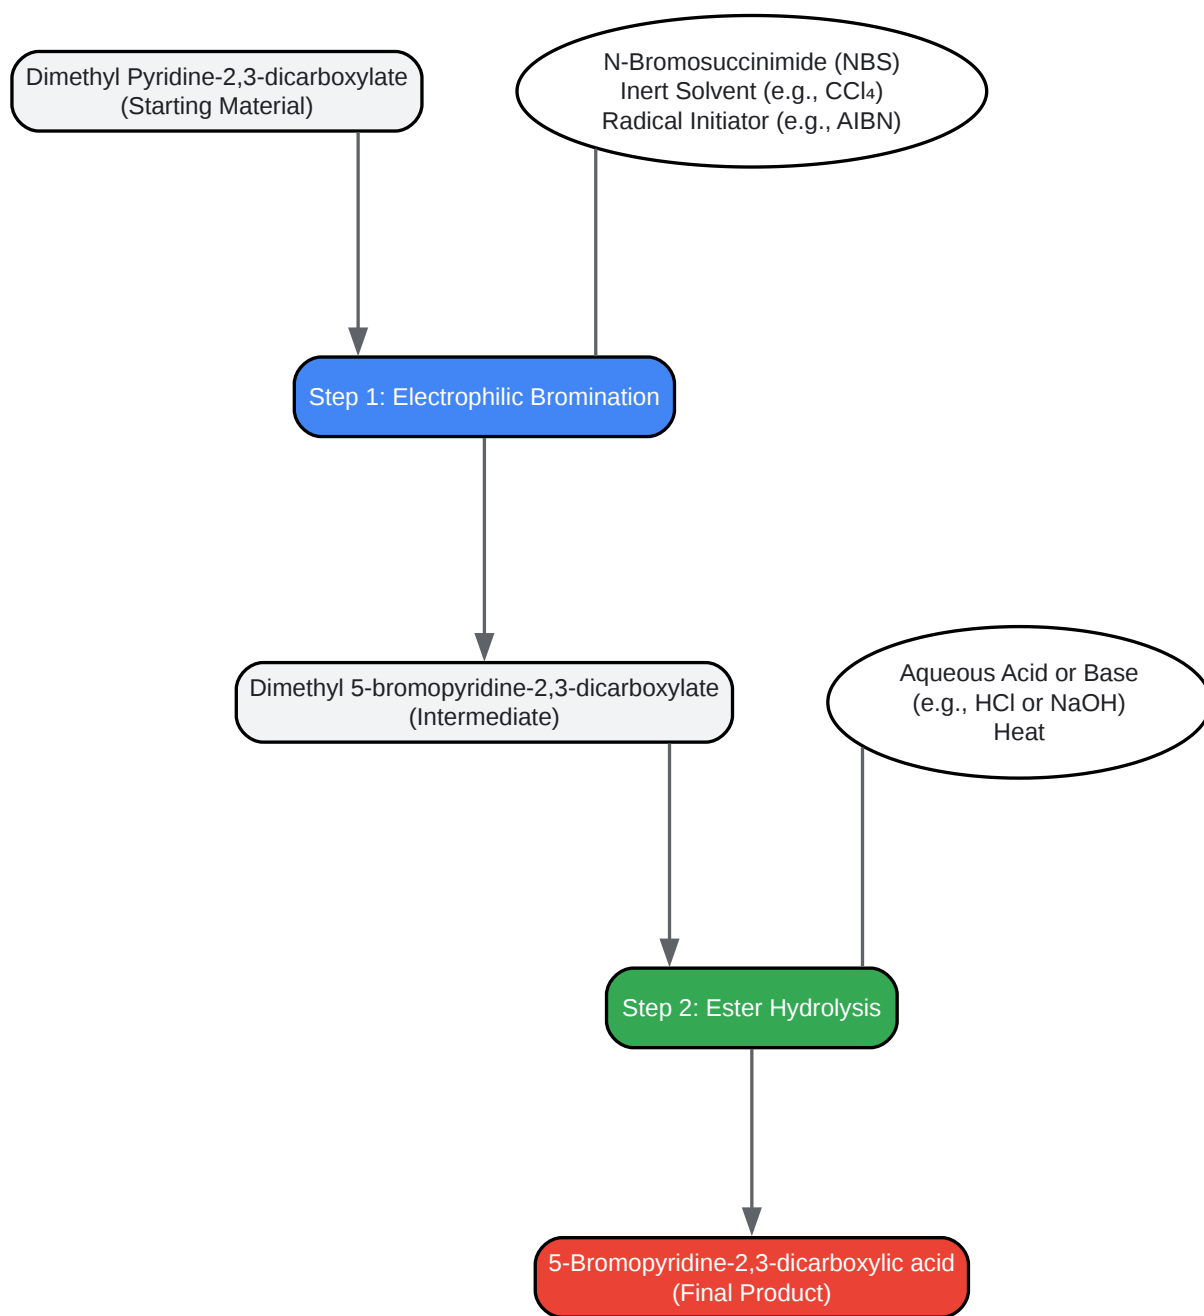 Dimethyl Pyridine-2,3-dicarboxylate
(Starting Material)
N-Bromosuccinimide (NBS)
Inert Solvent (e.g., CCl₄)
Radical Initiator (e.g., AIBN)
Step 1: Electrophilic Bromination
Dimethyl 5-bromopyridine-2,3-dicarboxylate
(Intermediate)
Aqueous Acid or Base
(e.g., HCl or NaOH)
Heat
Step 2: Ester Hydrolysis
5-Bromopyridine-2,3-dicarboxylic acid
(Final Product)